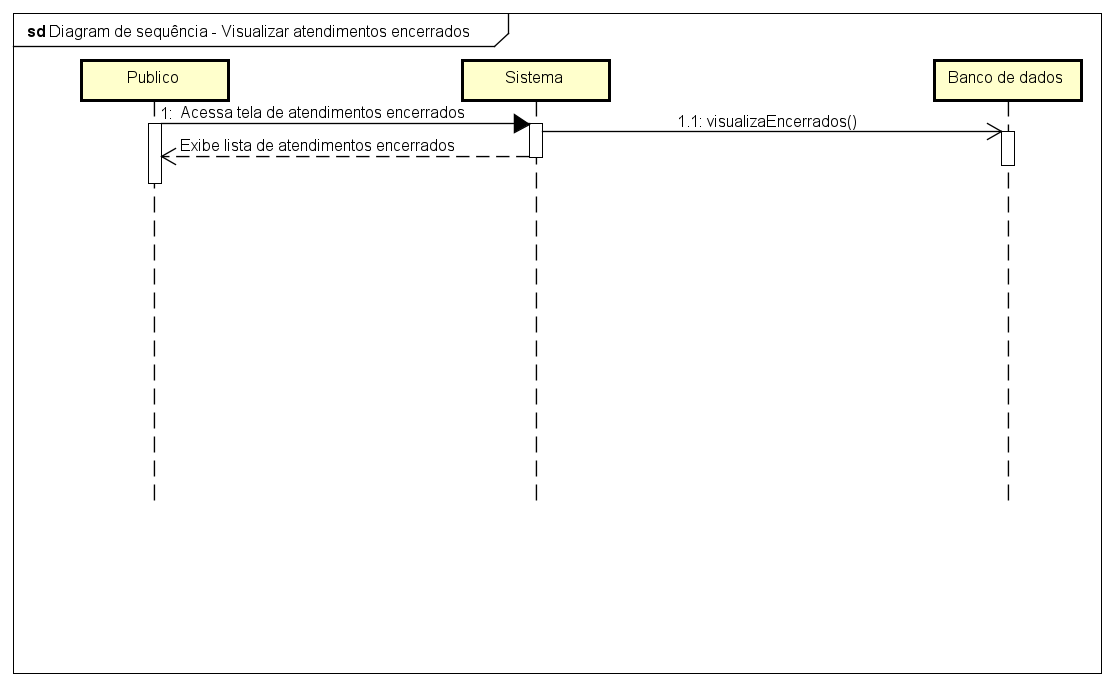 sd Diagram de sequência - Visualizar atendimentos encerrados
Publico
Sistema
Banco de dados
1: Acessa tela de atendimentos encerrados
1.1: visualizaEncerrados()
Exibe lista de atendimentos encerrados